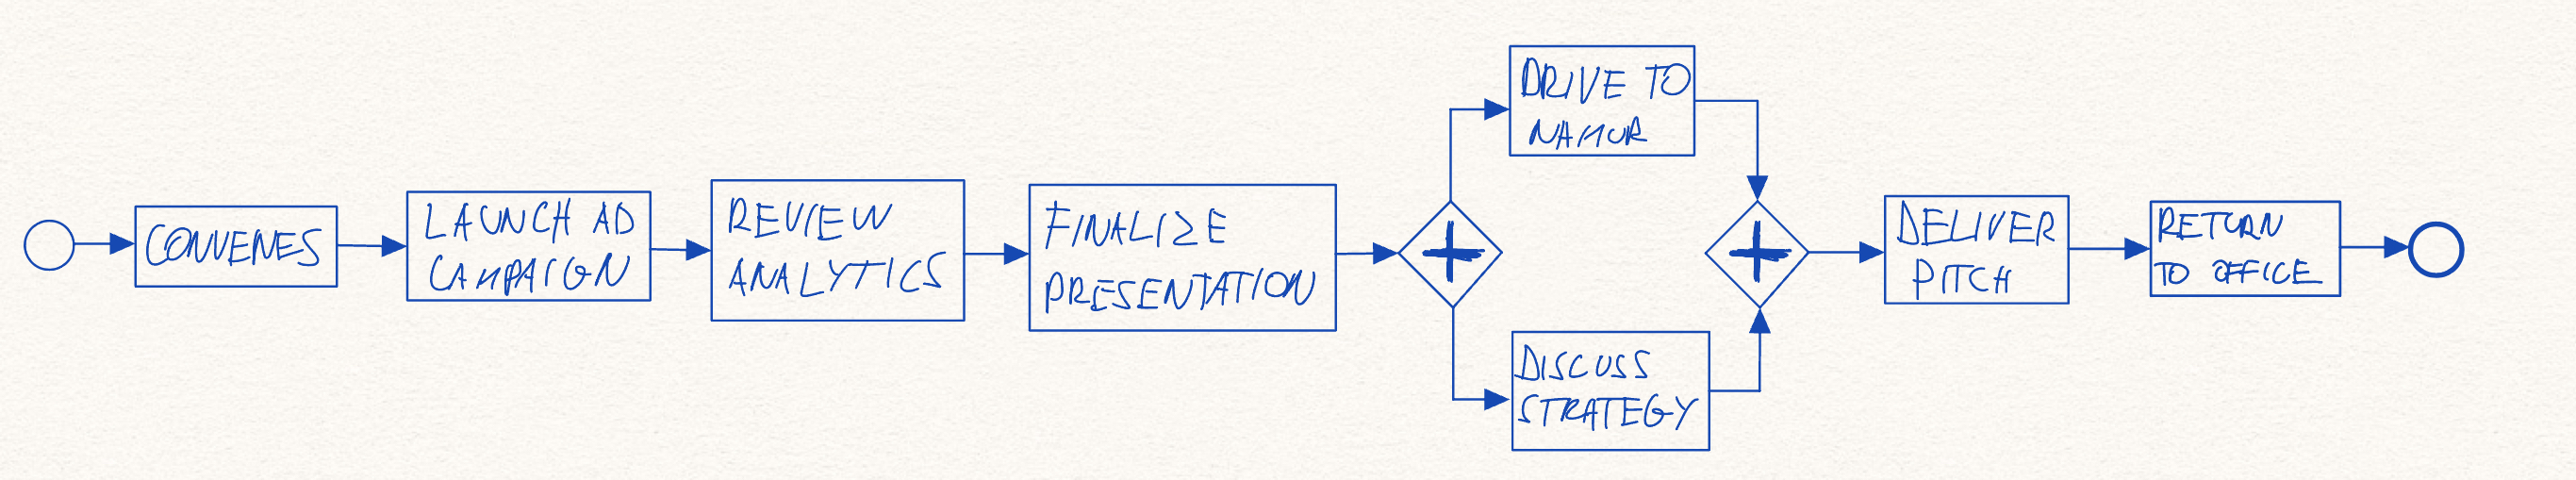 CONVENES
LAUNCH AD
CAMPAIGN
REVIEW
ANALYTICS
FINALIZE
PRESENTATION
DRIVE TO
NAMUR
DISCUSS
STRATEGY
DELIVER
PITCH
RETURN
TO OFFICE